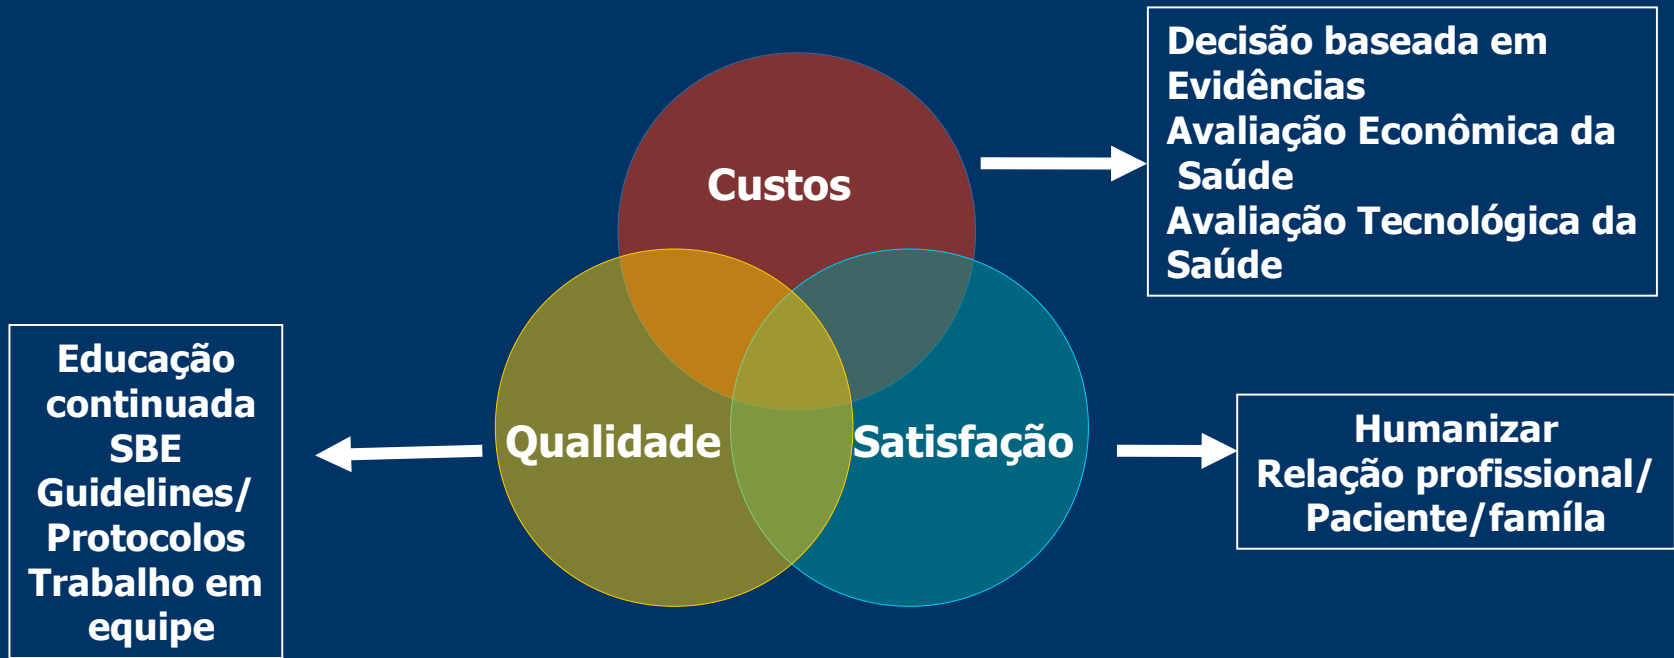 Decisão baseada em
Evidências
Avaliação Econômica da
Saúde
Avaliação Tecnológica da
Saúde
Custos
Qualidade
Satisfação
Educação
continuada
SBE
Guidelines/
Protocolos
Trabalho em
equipe
Humanizar
Relação profissional/
Paciente/famíla